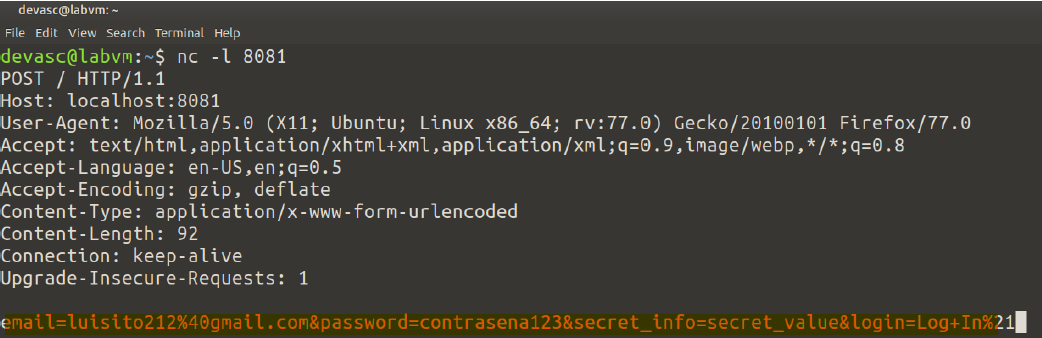 devasc@labvm: ~
File Edit View Search Terminal Help
devasc@labvm:~$ nc -l 8081
POST / HTTP/1.1
Host: localhost:8081
User-Agent: Mozilla/5.0 (X11; Ubuntu; Linux x86_64; rv:77.0) Gecko/20100101 Firefox/77.0
Accept: text/html,application/xhtml+xml,application/xml;q=0.9,image/webp,*/*;q=0.8
Accept-Language: en-US,en;q=0.5
Accept-Encoding: gzip, deflate
Content-Type: application/x-www-form-urlencoded
Content-Length: 92
Connection: keep-alive
Upgrade-Insecure-Requests: 1
email=luisito212%40gmail.com&password=contrasena123&secret_info=secret_value&login=Log+In%21